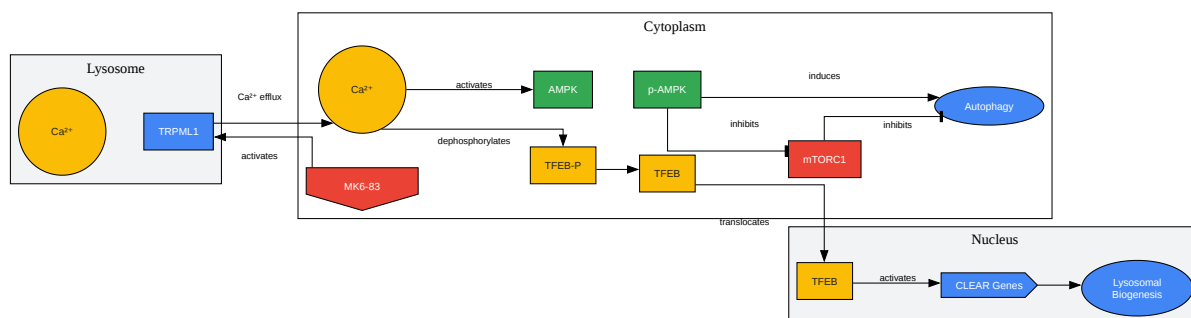 Cytoplasm
Lysosome
Ca²⁺
TRPML1
Ca²⁺ efflux
activates
MK6-83
Ca²⁺
activates
AMPK
dephosphorylates
TFEB-P
TFEB
p-AMPK
induces
inhibits
mTORC1
inhibits
Autophagy
translocates
Nucleus
TFEB
activates
CLEAR Genes
Lysosomal
Biogenesis